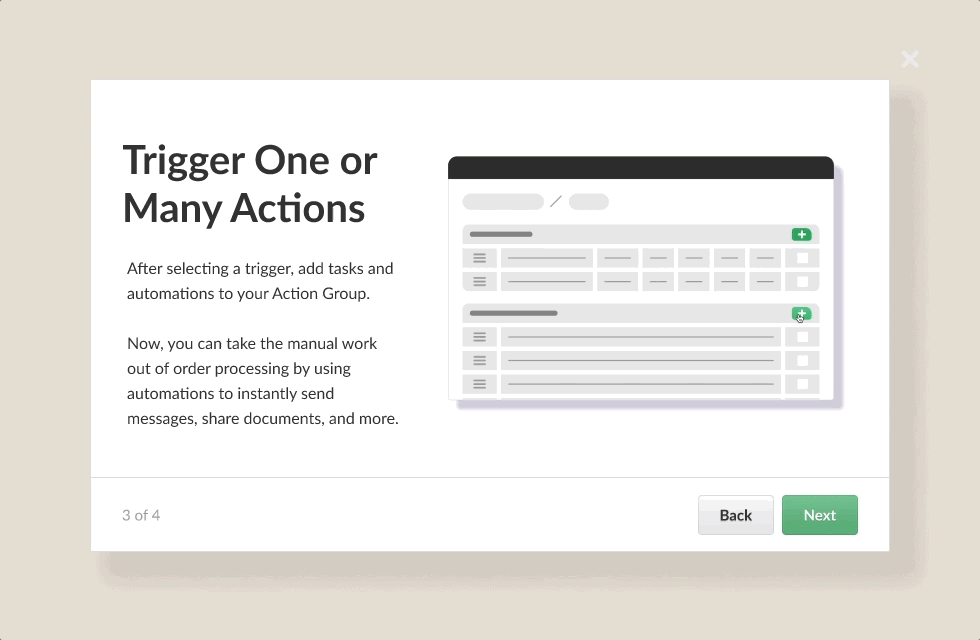 Trigger One or
Many Actions
After selecting a trigger, add tasks and
automations to your Action Group.
Now, you can take the manual work
out of order processing by using
automations to instantly send
messages, share documents, and more.
3 of 4
Back
Next